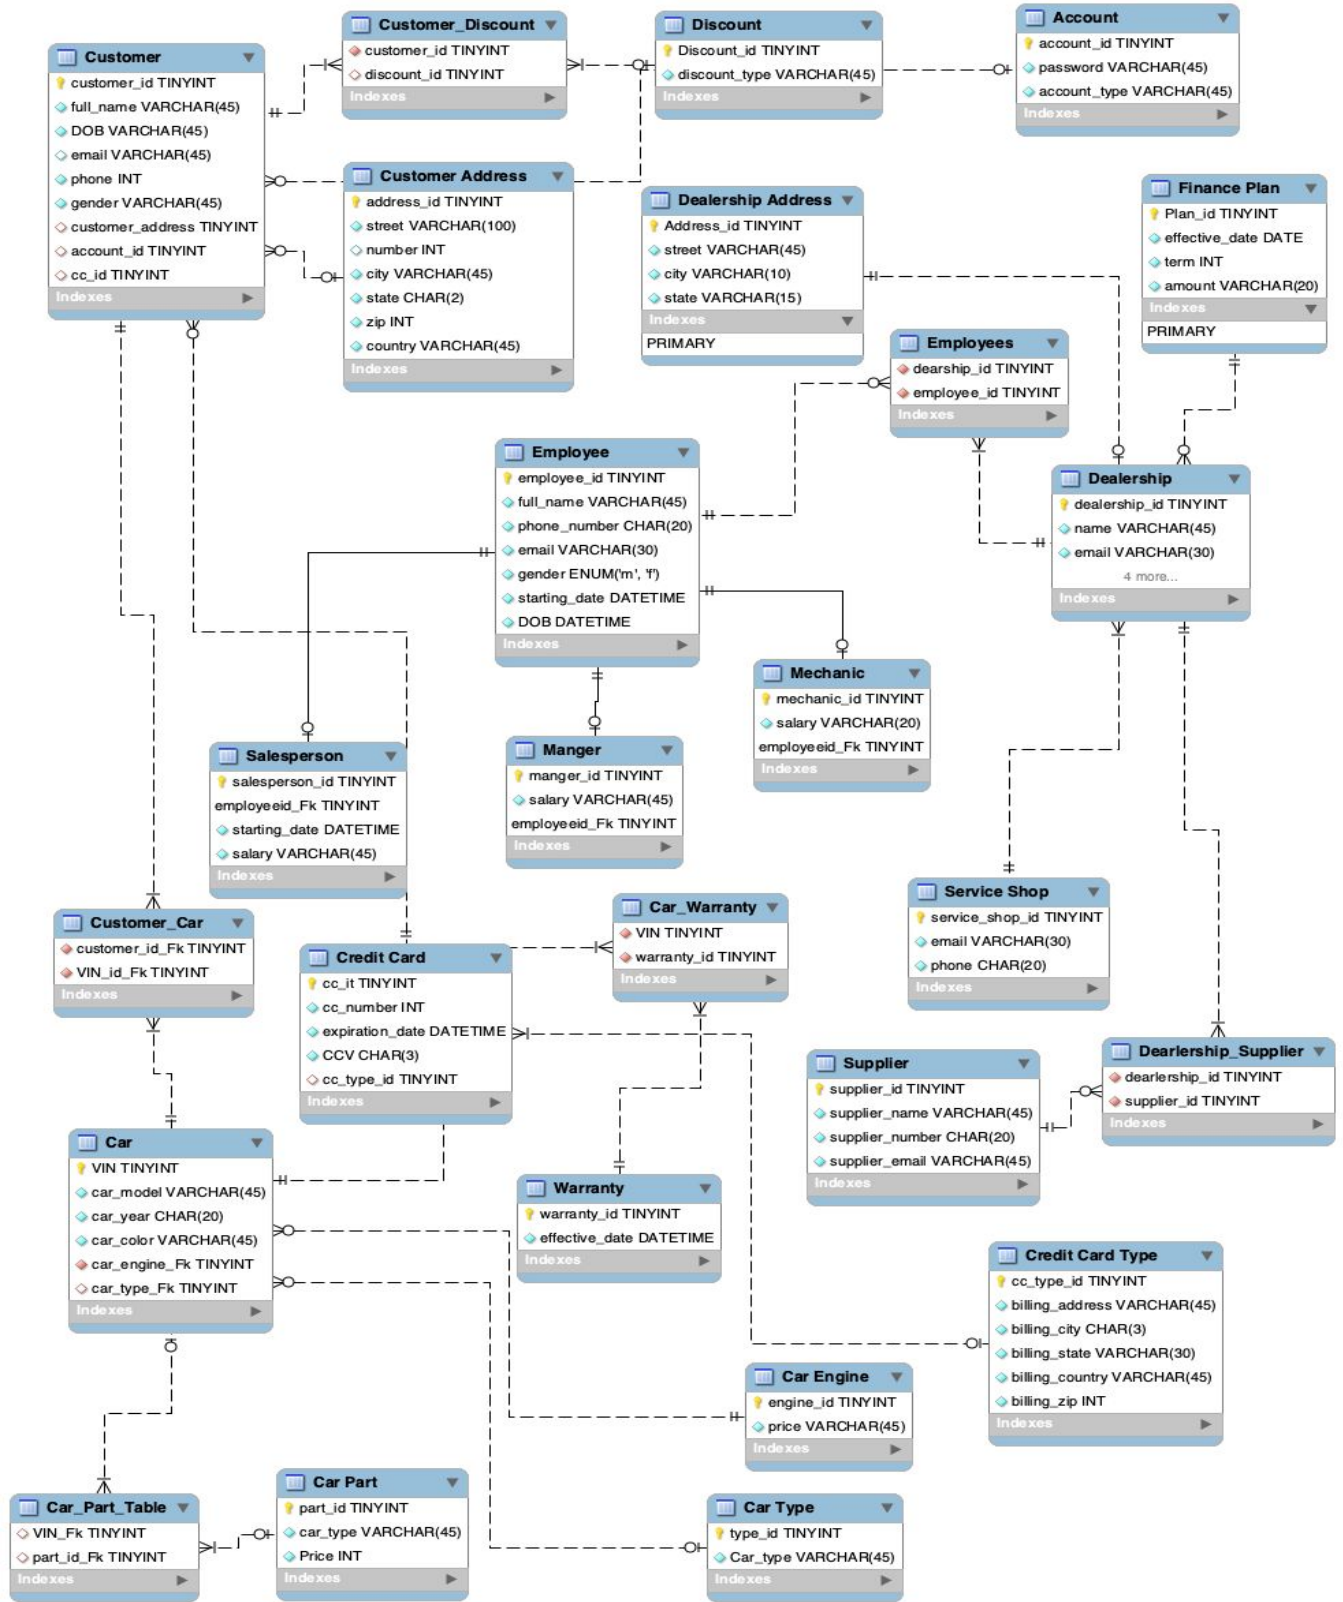 Customer
customer_id TINYINT
full_name VARCHAR(45)
DOB VARCHAR(45)
email VARCHAR(45)
phone INT
gender VARCHAR(45)
customer_address TINYINT
account_id TINYINT
cc_id TINYINT
Indexes
Customer_Discount
customer_id TINYINT
discount_id TINYINT
Indexes
Discount
Discount_id TINYINT
discount_type VARCHAR(45)
Indexes
Account
account_id TINYINT
password VARCHAR(45)
account_type VARCHAR(45)
Indexes
Customer Address
address_id TINYINT
street VARCHAR(100)
number INT
city VARCHAR(45)
state CHAR(2)
zip INT
country VARCHAR(45)
Indexes
Dealership Address
Address_id TINYINT
street VARCHAR(45)
city VARCHAR(10)
state VARCHAR(15)
Indexes
PRIMARY
Finance Plan
Plan_id TINYINT
effective_date DATE
term INT
amount VARCHAR(20)
Indexes
PRIMARY
Employees
dearship_id TINYINT
employee_id TINYINT
Indexes
Employee
employee_id TINYINT
full_name VARCHAR(45)
phone_number CHAR(20)
email VARCHAR(30)
gender ENUM('m', 'f')
starting_date DATETIME
DOB DATETIME
Indexes
Dealership
dealership_id TINYINT
name VARCHAR(45)
email VARCHAR(30)
4 more...
Indexes
Mechanic
mechanic_id TINYINT
salary VARCHAR(20)
employeeid_Fk TINYINT
Indexes
Salesperson
salesperson_id TINYINT
employeeid_Fk TINYINT
starting_date DATETIME
salary VARCHAR(45)
Indexes
Manger
manger_id TINYINT
salary VARCHAR(45)
employeeid_Fk TINYINT
Indexes
Service Shop
service_shop_id TINYINT
email VARCHAR(30)
phone CHAR(20)
Indexes
Customer_Car
customer_id_Fk TINYINT
VIN_id_Fk TINYINT
Indexes
Credit Card
cc_it TINYINT
cc_number INT
expiration_date DATETIME
CCV CHAR(3)
cc_type_id TINYINT
Indexes
Car_Warranty
VIN TINYINT
warranty_id TINYINT
Indexes
Supplier
supplier_id TINYINT
supplier_name VARCHAR(45)
supplier_number CHAR(20)
supplier_email VARCHAR(45)
Indexes
Dearlership_Supplier
dearlership_id TINYINT
supplier_id TINYINT
Indexes
Car
VIN TINYINT
car_model VARCHAR(45)
car_year CHAR(20)
car_color VARCHAR(45)
car_engine_Fk TINYINT
car_type_Fk TINYINT
Indexes
Warranty
warranty_id TINYINT
effective_date DATETIME
Indexes
Credit Card Type
cc_type_id TINYINT
billing_address VARCHAR(45)
billing_city CHAR(3)
billing_state VARCHAR(30)
billing_country VARCHAR(45)
billing_zip INT
Indexes
Car Engine
engine_id TINYINT
price VARCHAR(45)
Indexes
Car_Part_Table
VIN_Fk TINYINT
part_id_Fk TINYINT
Indexes
Car Part
part_id TINYINT
car_type VARCHAR(45)
Price INT
Indexes
Car Type
type_id TINYINT
Car_type VARCHAR(45)
Indexes